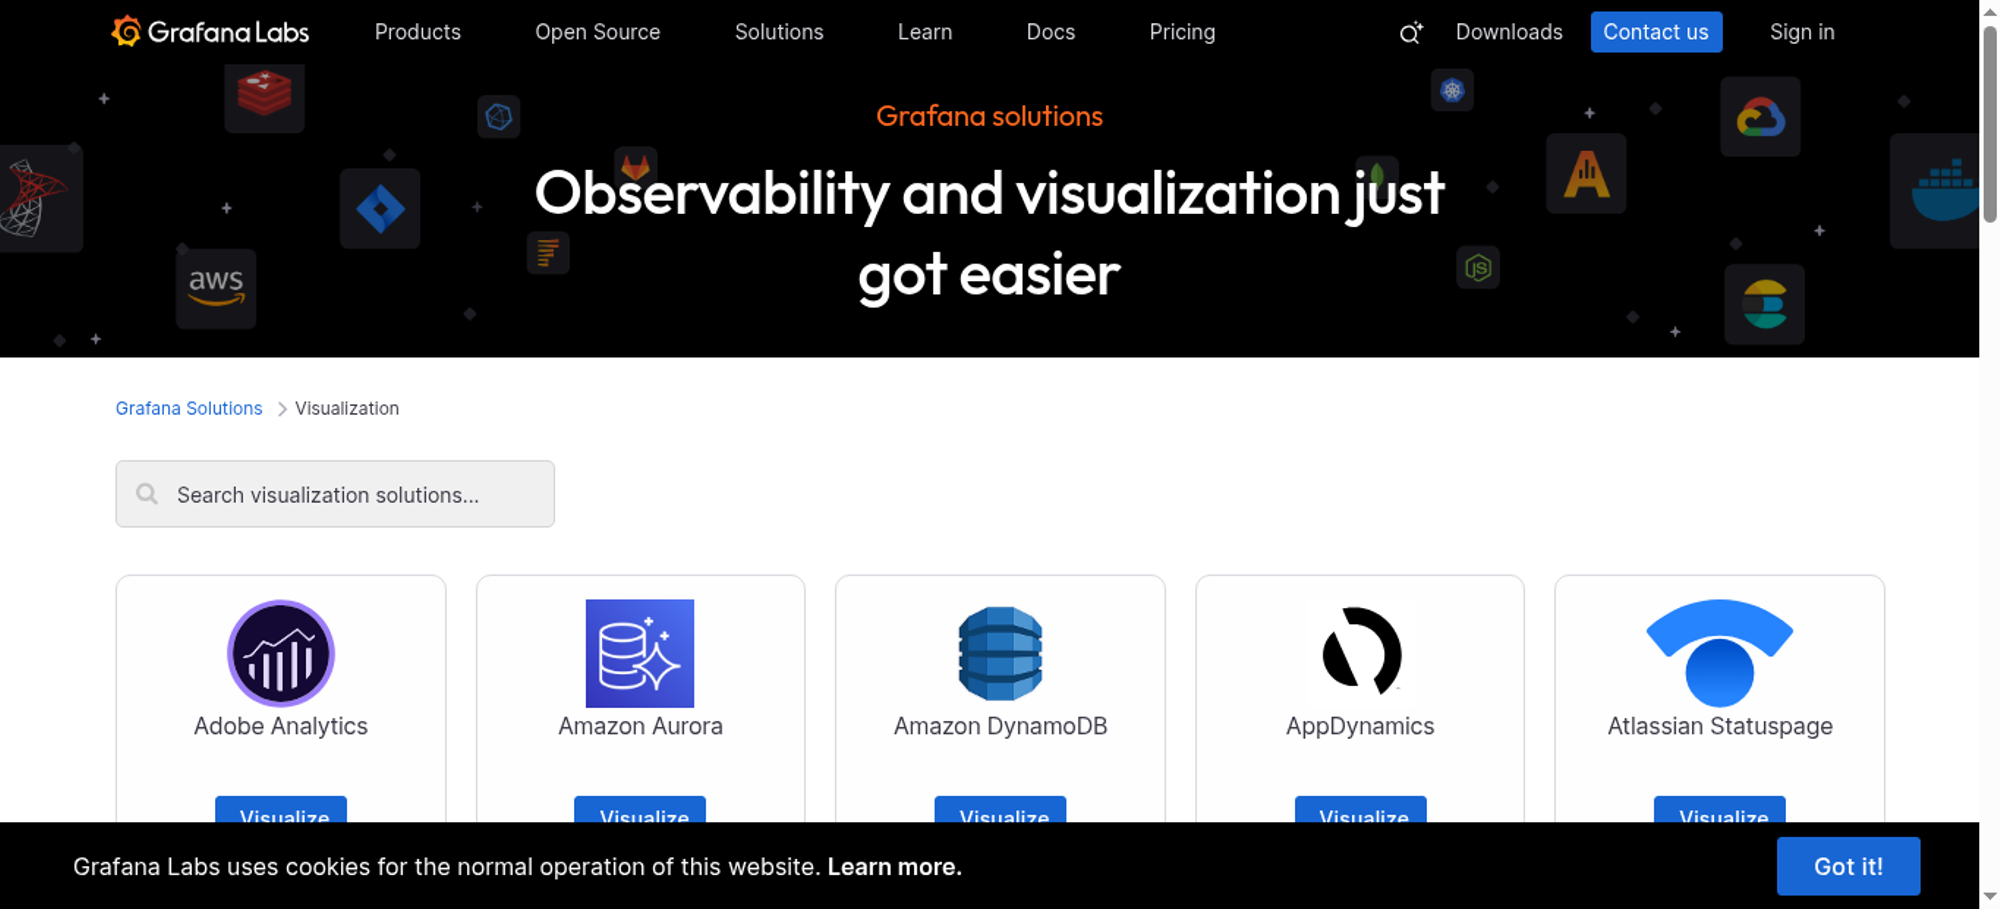 Grafana Labs Products Open Source Solutions Learn Docs Pricing Downloads Contact us Sign in
Grafana solutions
Observability and visualization just
got easier
aws
JS
Grafana Solutions Visualization
Search visualization solutions...
Adobe Analytics Amazon Aurora Amazon DynamoDB AppDynamics Atlassian Statuspage
Visualize Visualize Visualize Visualize Visualize
Grafana Labs uses cookies for the normal operation of this website. Learn more. Got it!